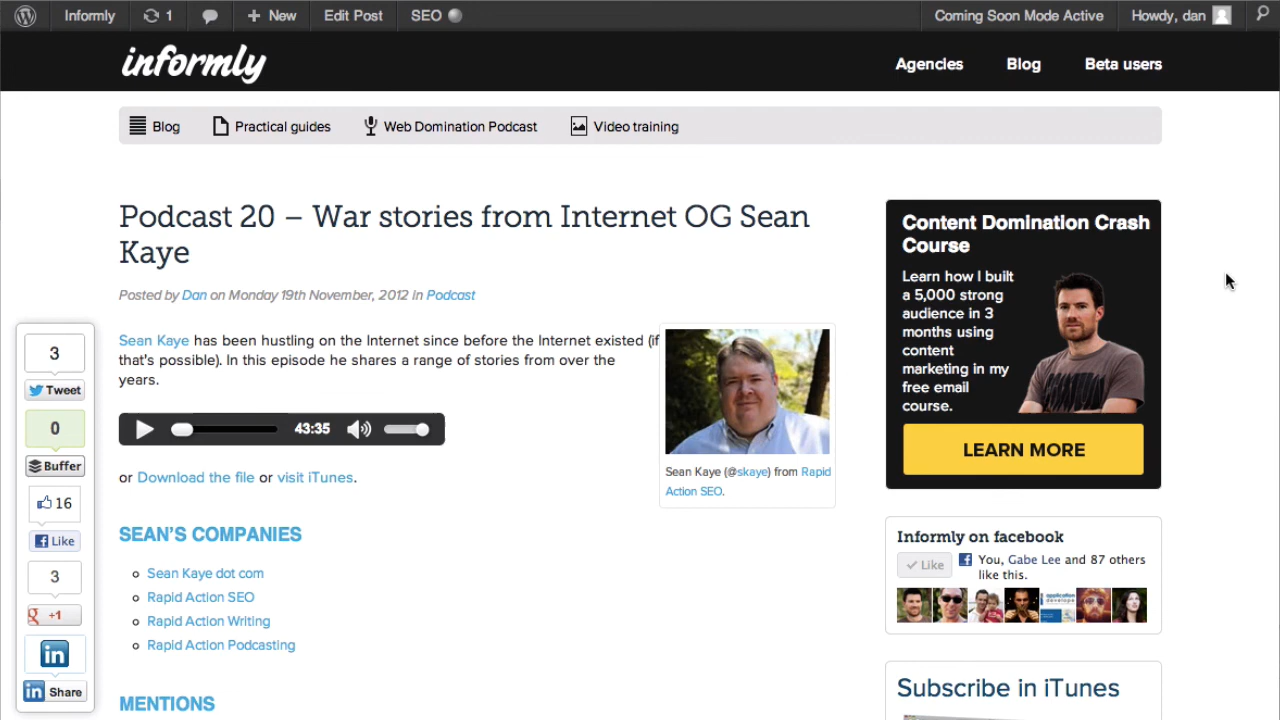 Informly
1
New
Edit Post
SEO
Coming Soon Mode Active
Howdy, dan
informly
Agencies
Blog
Beta users
Blog
Practical guides
Web Domination Podcast
Video training
Podcast 20 – War stories from Internet OG Sean
Kaye
Posted by Dan on Monday 19th November, 2012 in Podcast
Sean Kaye has been hustling on the Internet since before the Internet existed (if
that's possible). In this episode he shares a range of stories from over the
years.
43:35
or Download the file or visit iTunes.
Sean Kaye (@skaye) from Rapid
Action SEO.
SEAN'S COMPANIES
Sean Kaye dot com
Rapid Action SEO
Rapid Action Writing
Rapid Action Podcasting
MENTIONS
3
Tweet
0
Buffer
16
Like
3
+1
in
in Share
Content Domination Crash
Course
Learn how I built
a 5,000 strong
audience in 3
months using
content
marketing in my
free email
course.
LEARN MORE
Informly on facebook
Like
You, Gabe Lee and 87 others
like this.
Subscribe in iTunes